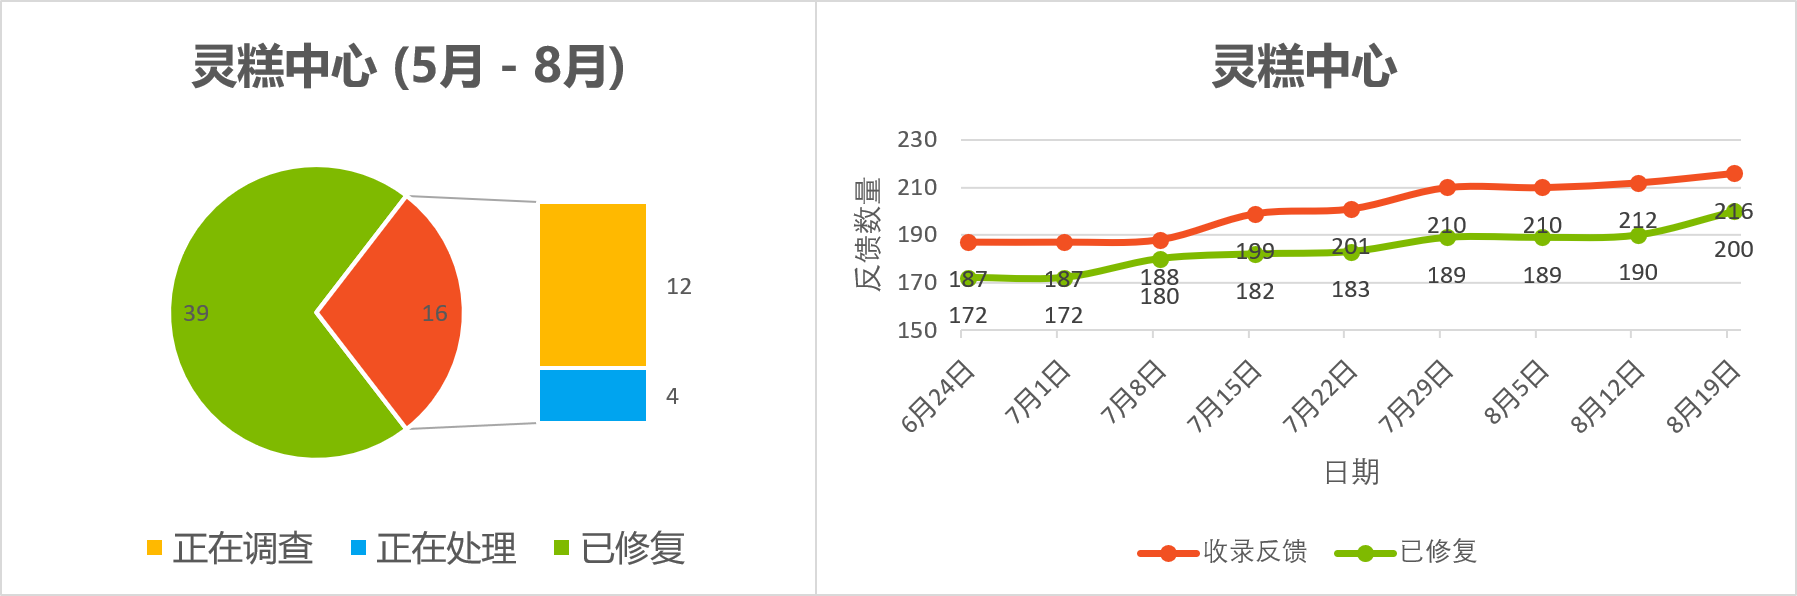 灵糕中心 (5月 - 8月)
39
16
12
4
正在调查
正在处理
已修复
灵糕中心
反馈数量
230
210
190
170
150
187
187
188
199
201
210
210
212
216
172
172
180
182
183
189
189
190
200
6月24日
7月1日
7月8日
7月15日
7月22日
7月29日
8月5日
8月12日
8月19日
日期
收录反馈
已修复